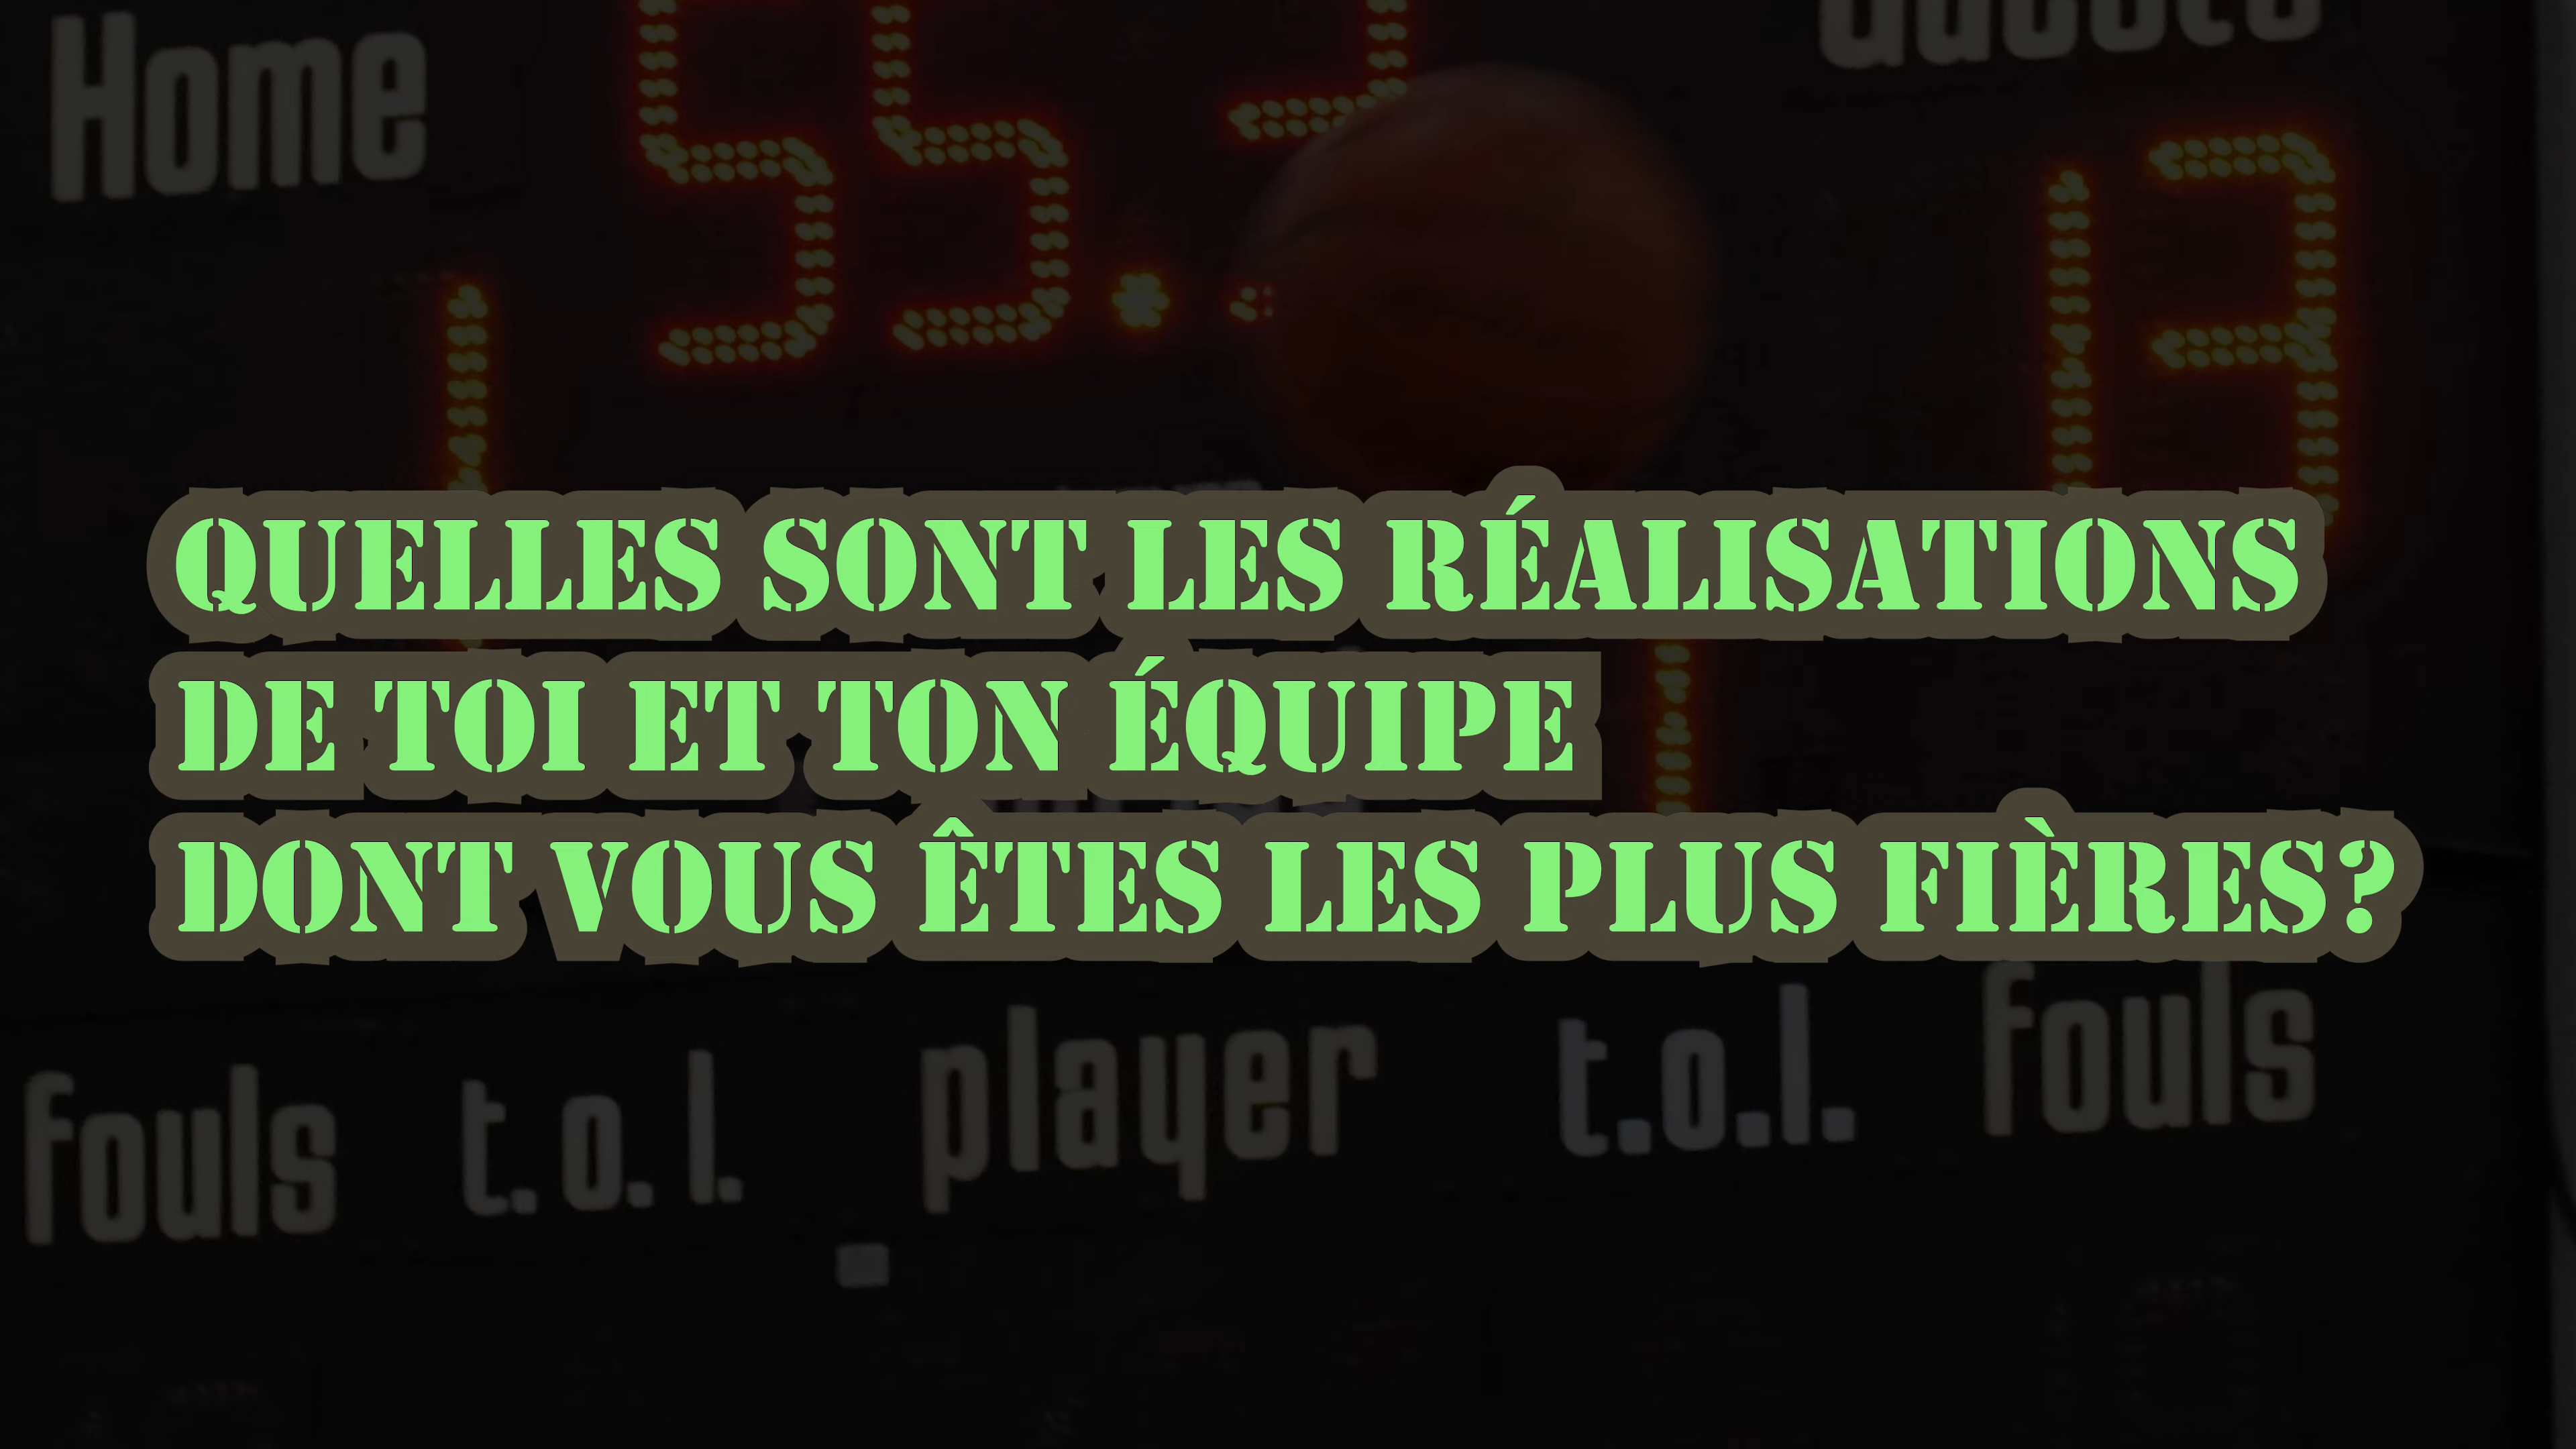 Home
55.
QUELLES SONT LES RÉALISATIONS
DE TOI ET TON ÉQUIPE
DONT VOUS ÊTES LES PLUS FIÈRES?
fouls t.o.l. player t.o.l. fouls